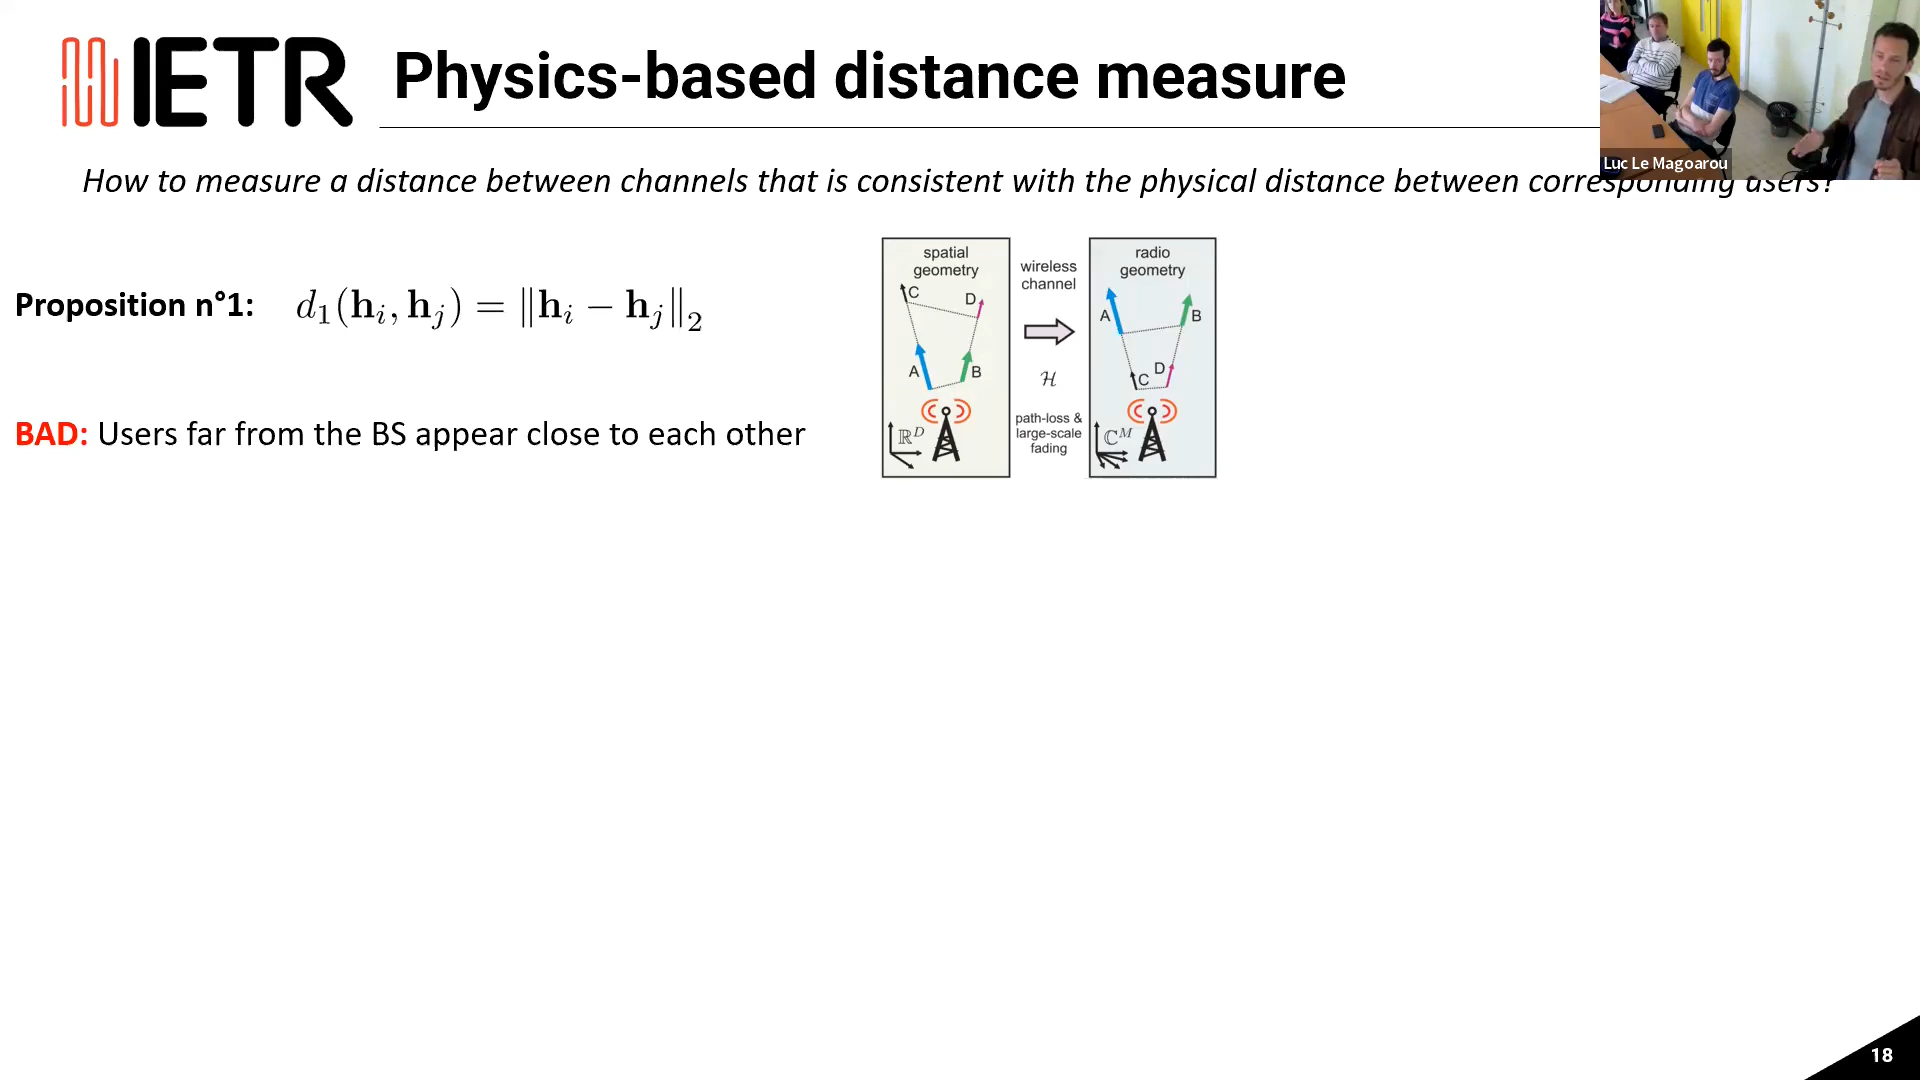 IETR
Physics-based distance measure
Luc Le Magoarou
How to measure a distance between channels that is consistent with the physical distance between corresponding users?
Proposition n°1: d₁(hᵢ, hⱼ) = ‖hᵢ − hⱼ‖₂
BAD: Users far from the BS appear close to each other
spatial
geometry
C
D
A
B
ℝᴰ
wireless
channel
ℋ
path-loss &
large-scale
fading
radio
geometry
A
B
C
D
ℂᴹ
18